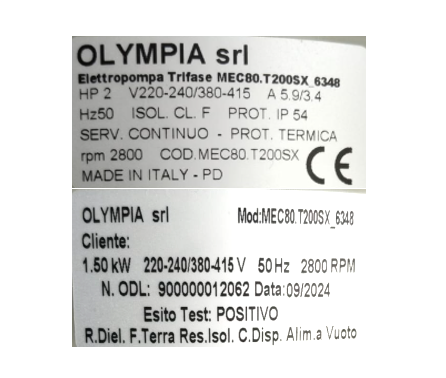 OLYMPIA srl
Elettropompa Trifase MEC80.T200SX_6348
HP 2 V220-240/380-415 A 5.9/3.4
Hz50 ISOL. CL. F PROT. IP 54
SERV. CONTINUO - PROT. TERMICA
rpm 2800 COD.MEC80.T200SX CE
MADE IN ITALY - PD
OLYMPIA srl Mod:MEC80.T200SX_6348
Cliente:
1.50 kW 220-240/380-415 V 50 Hz 2800 RPM
N. ODL: 900000012062 Data:09/2024
Esito Test: POSITIVO
R.Diel. F.Terra Res.Isol. C.Disp. Alim.a Vuoto